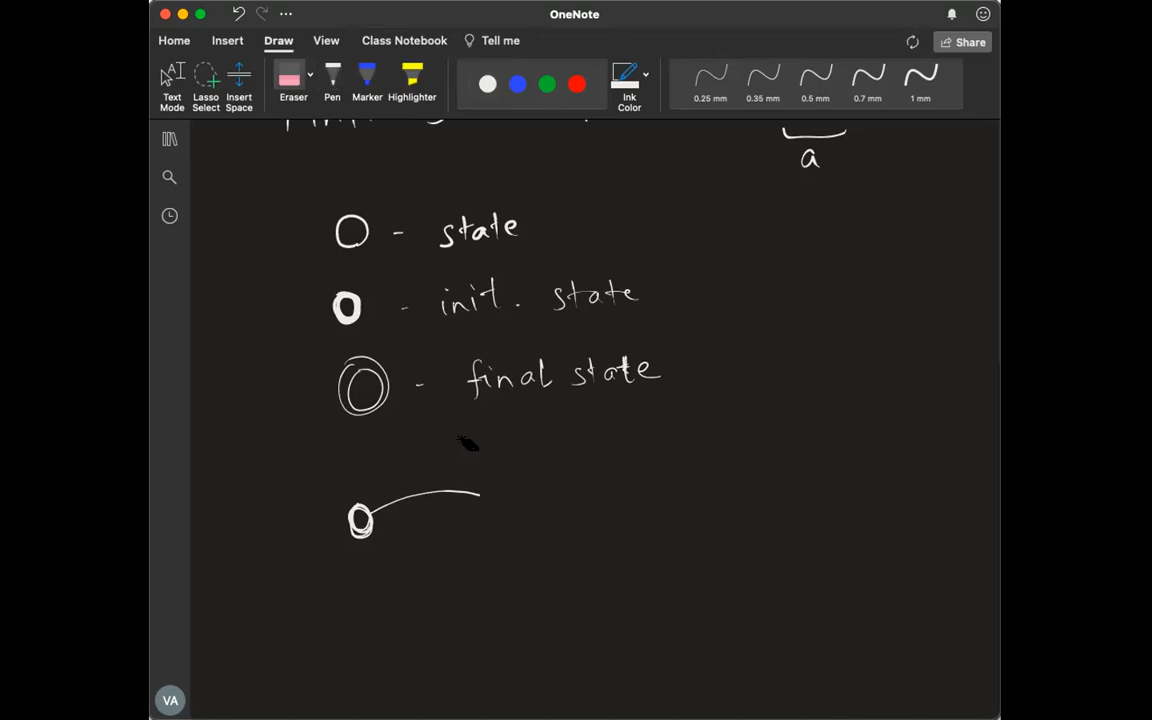 OneNote
Home Insert Draw View Class Notebook Tell me Share
Text Mode Lasso Select Insert Space Eraser Pen Marker Highlighter Ink Color 0.25 mm 0.35 mm 0.5 mm 0.7 mm 1 mm
a
- state
- init. state
- final state
VA